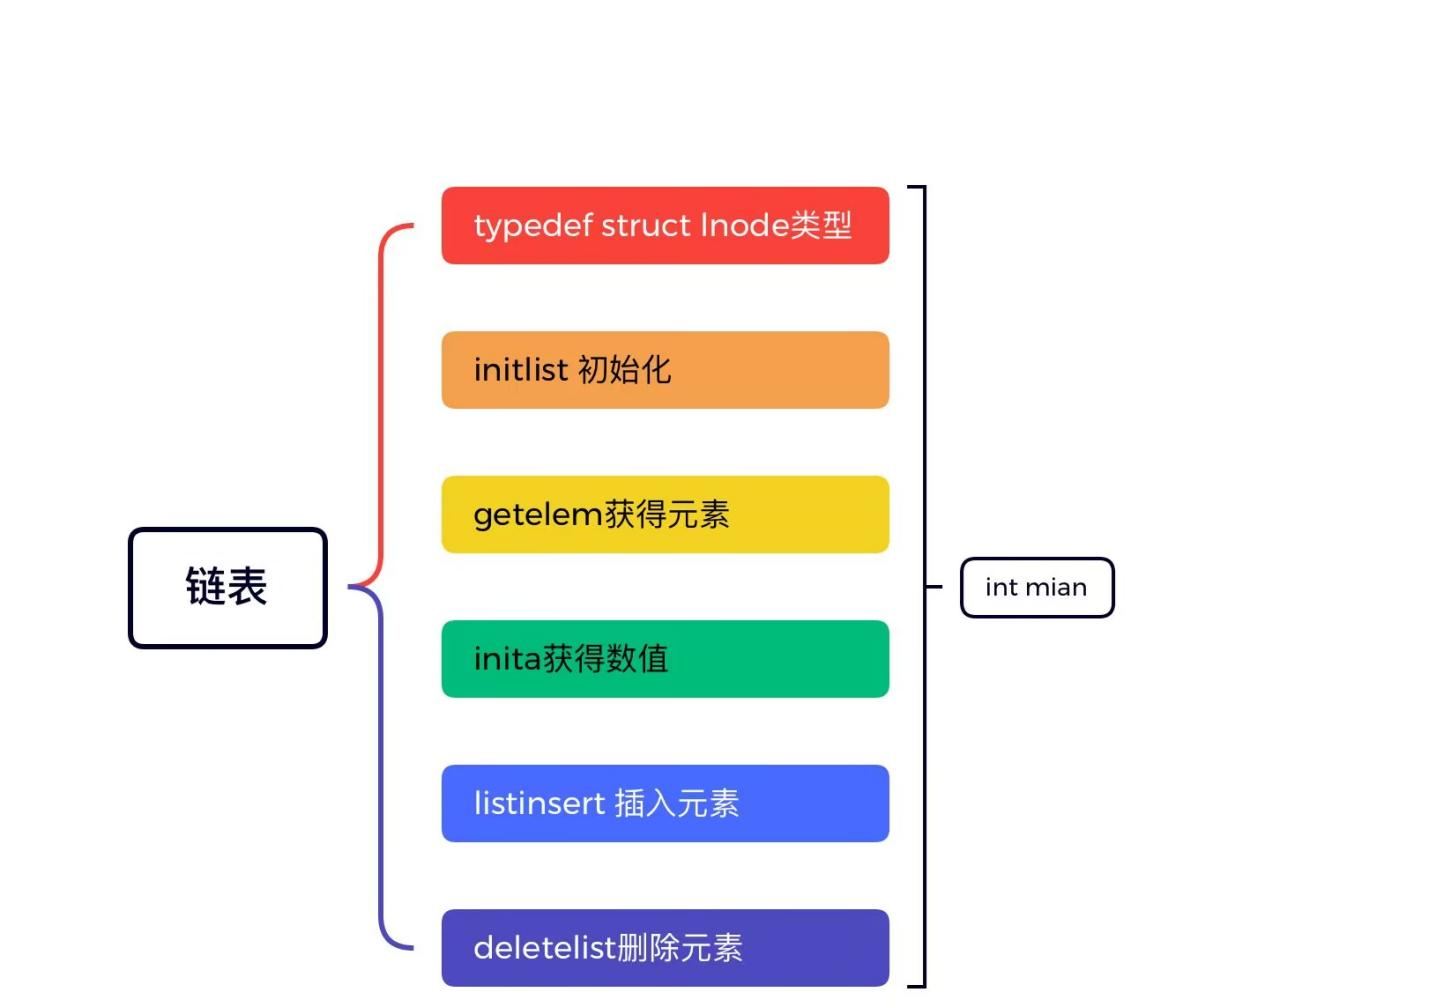 typedef struct lnode类型
initlist 初始化
getelem获得元素
链表
int mian
inita获得数值
listinsert 插入元素
deletelist删除元素